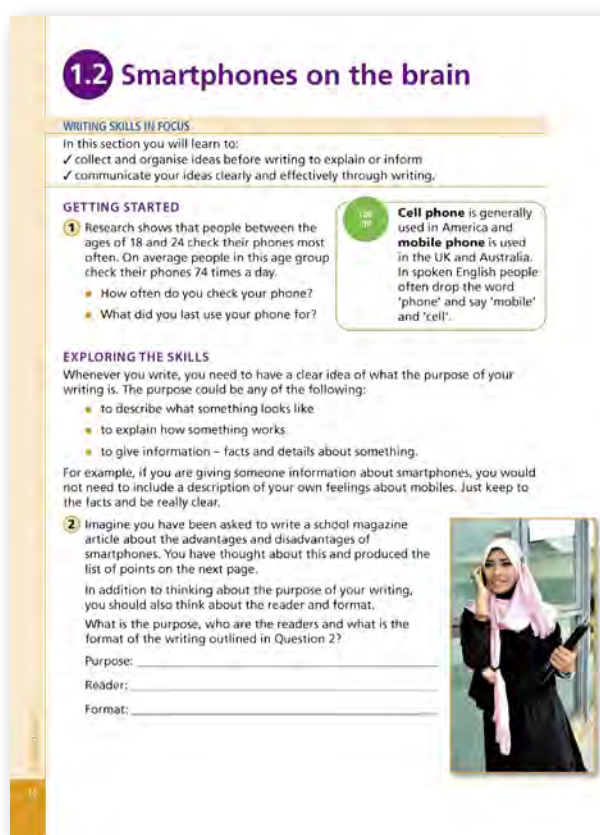 1.2 Smartphones on the brain
WRITING SKILLS IN FOCUS
In this section you will learn to:
✓ collect and organise ideas before writing to explain or inform
✓ communicate your ideas clearly and effectively through writing.
GETTING STARTED
1 Research shows that people between the
ages of 18 and 24 check their phones most
often. On average people in this age group
check their phones 74 times a day.
• How often do you check your phone?
• What did you last use your phone for?
Cell phone is generally
used in America and
mobile phone is used
in the UK and Australia.
In spoken English people
often drop the word
'phone' and say 'mobile'
and 'cell'.
EXPLORING THE SKILLS
Whenever you write, you need to have a clear idea of what the purpose of your
writing is. The purpose could be any of the following:
• to describe what something looks like
• to explain how something works
• to give information – facts and details about something.
For example, if you are giving someone information about smartphones, you would
not need to include a description of your own feelings about mobiles. Just keep to
the facts and be really clear.
2 Imagine you have been asked to write a school magazine
article about the advantages and disadvantages of
smartphones. You have thought about this and produced the
list of points on the next page.
In addition to thinking about the purpose of your writing,
you should also think about the reader and format.
What is the purpose, who are the readers and what is the
format of the writing outlined in Question 2?
Purpose:
Reader:
Format: